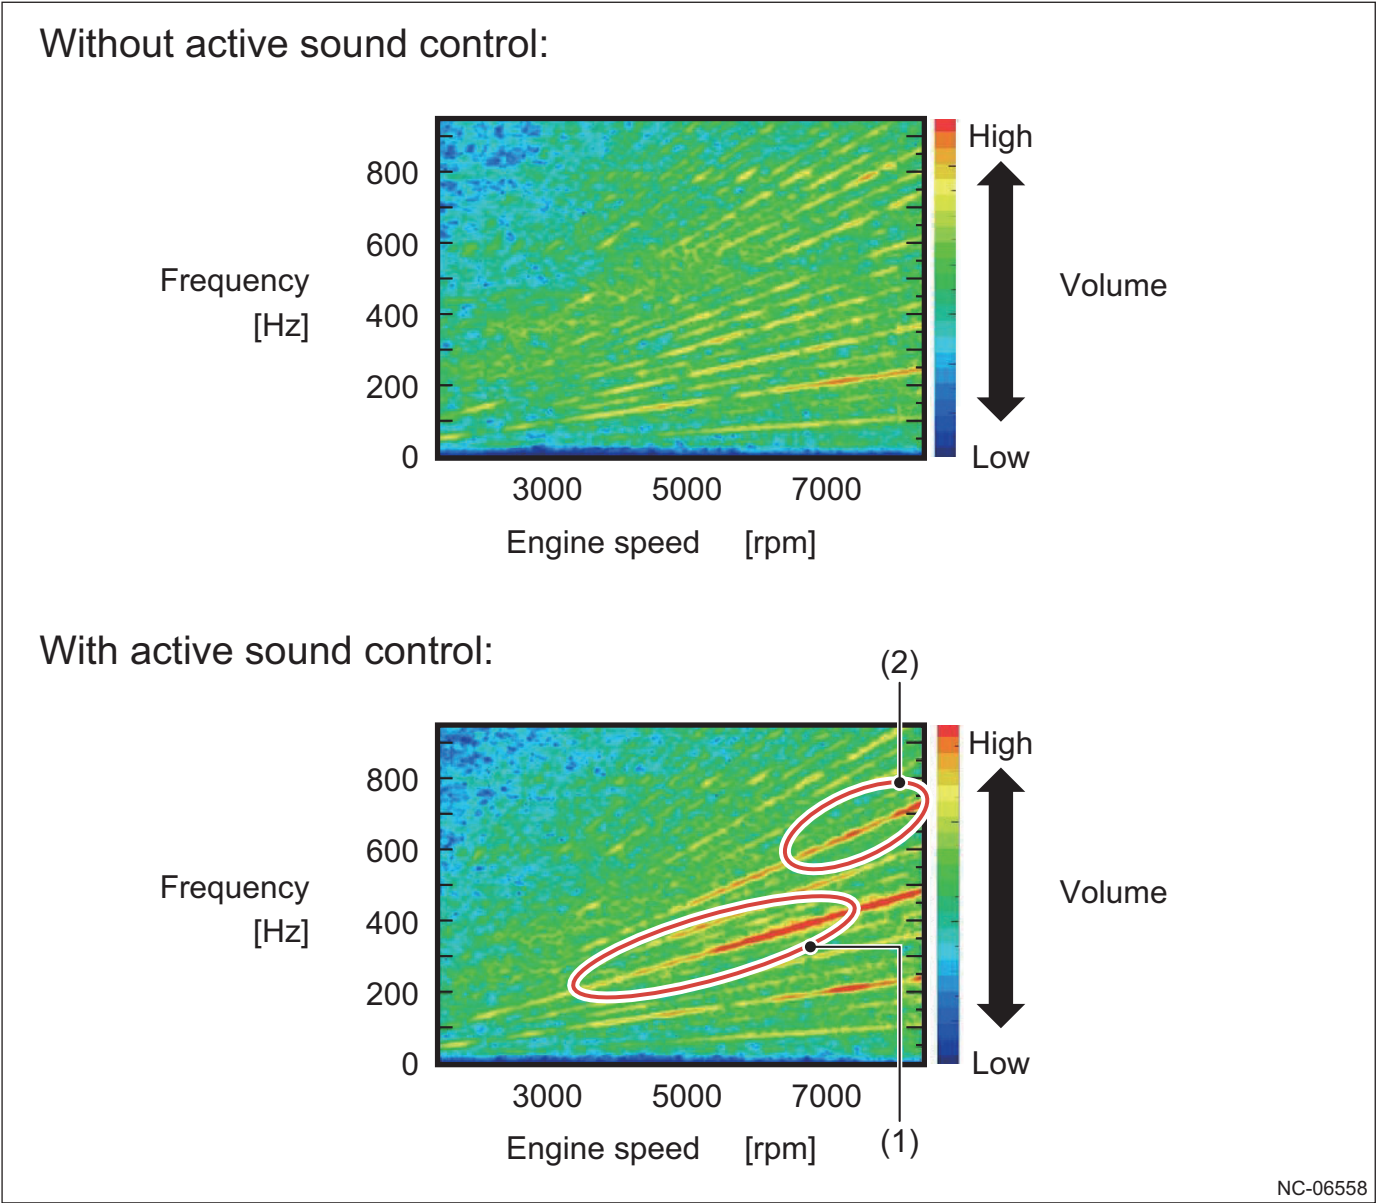 Without active sound control:
High
800
600
Frequency
[Hz]
Volume
400
200
0
Low
3000 5000 7000
Engine speed [rpm]
With active sound control:
(2)
High
800
600
Frequency
[Hz]
Volume
400
200
0
Low
3000 5000 7000
Engine speed [rpm]
(1)
NC-06558